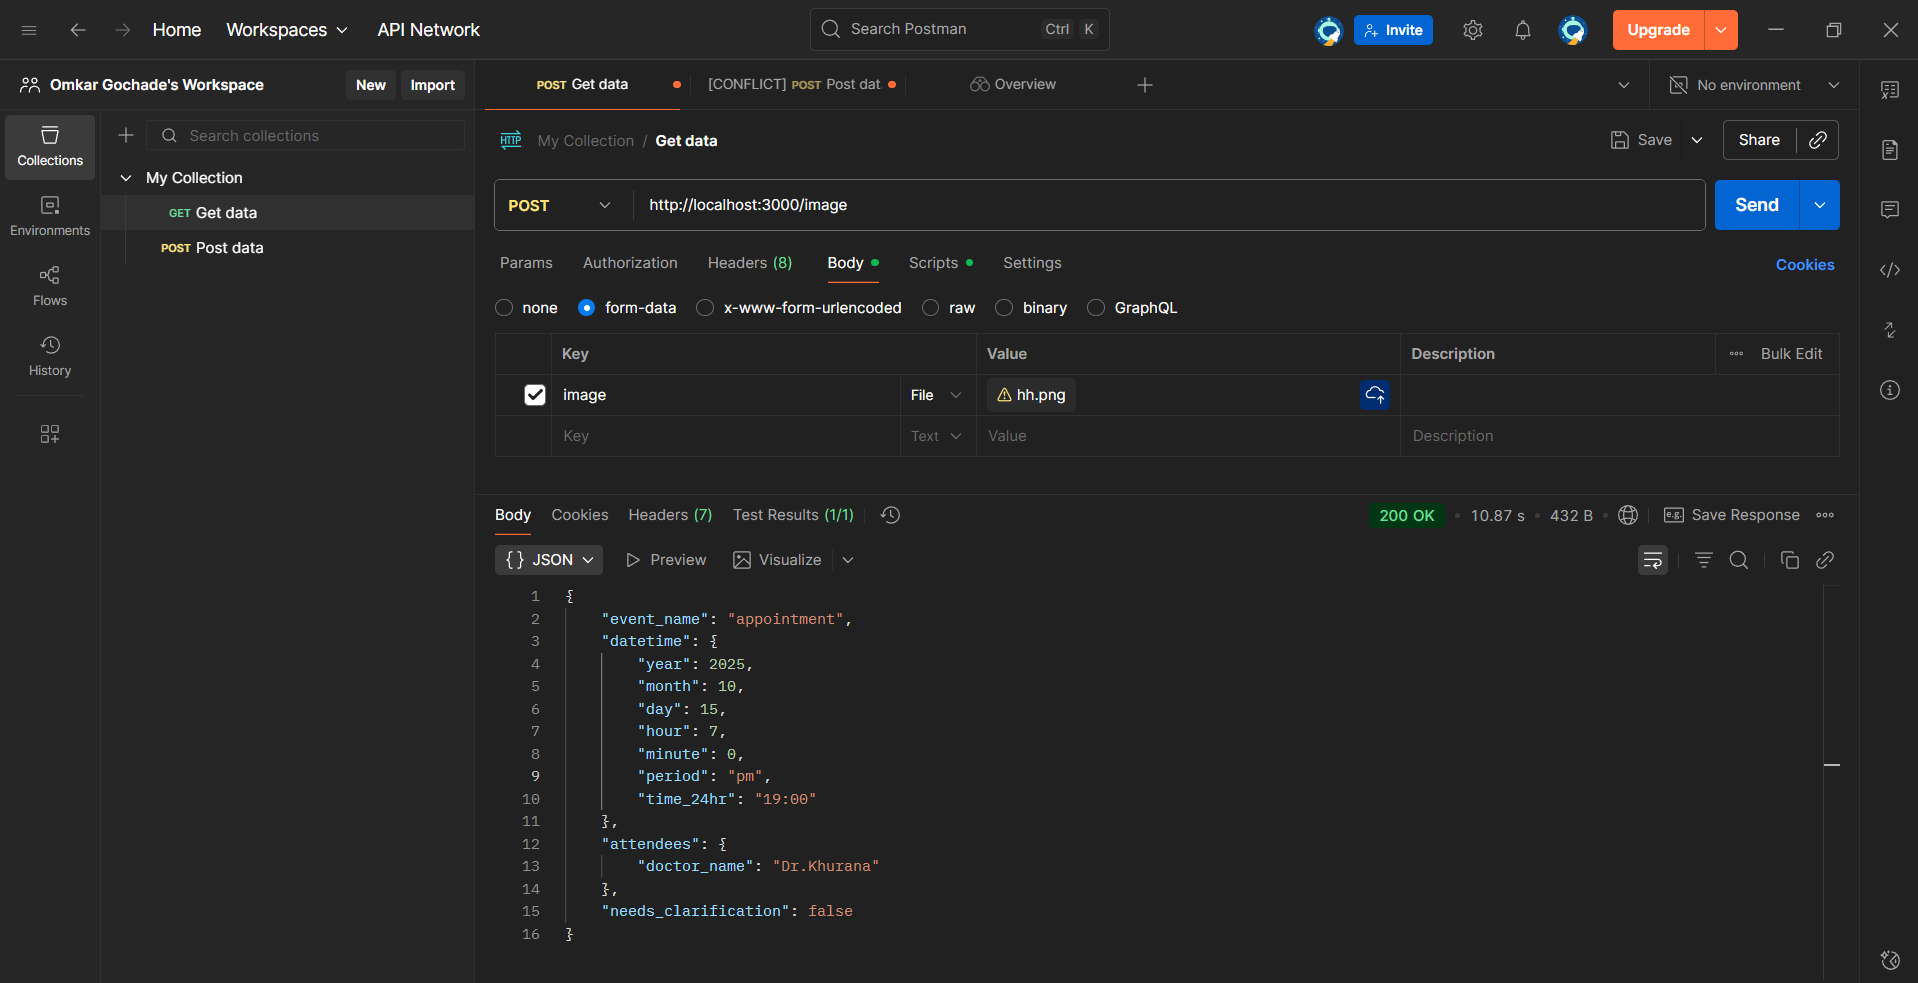 Home Workspaces API Network Search Postman Ctrl K Invite Upgrade
Omkar Gochade's Workspace New Import
POST Get data [CONFLICT] POST Post dat Overview No environment
Collections
Environments
Flows
History
Search collections
My Collection
GET Get data
POST Post data
HTTP My Collection / Get data Save Share
POST http://localhost:3000/image Send
Params Authorization Headers (8) Body Scripts Settings Cookies
none form-data x-www-form-urlencoded raw binary GraphQL
Key Value Description Bulk Edit
image File hh.png
Key Text Value Description
Body Cookies Headers (7) Test Results (1/1) 200 OK 10.87 s 432 B e.g. Save Response
{} JSON Preview Visualize
1 {
2 "event_name": "appointment",
3 "datetime": {
4 "year": 2025,
5 "month": 10,
6 "day": 15,
7 "hour": 7,
8 "minute": 0,
9 "period": "pm",
10 "time_24hr": "19:00"
11 },
12 "attendees": {
13 "doctor_name": "Dr.Khurana"
14 },
15 "needs_clarification": false
16 }